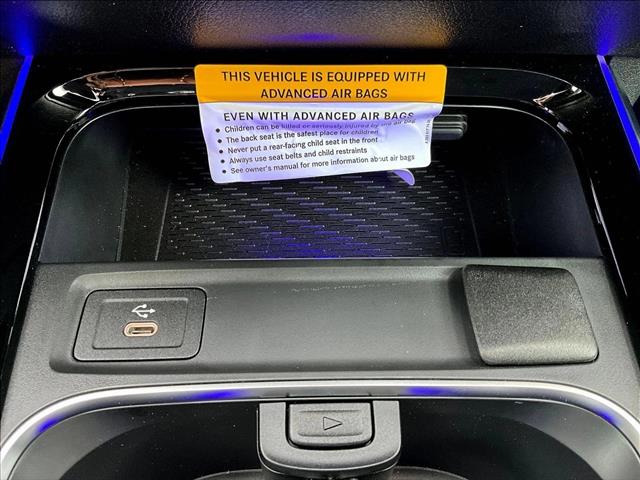 THIS VEHICLE IS EQUIPPED WITH
ADVANCED AIR BAGS
EVEN WITH ADVANCED AIR BAGS
• Children can be killed or seriously injured by the air bag
• The back seat is the safest place for children
• Never put a rear-facing child seat in the front
• Always use seat belts and child restraints
• See owner's manual for more information about air bags